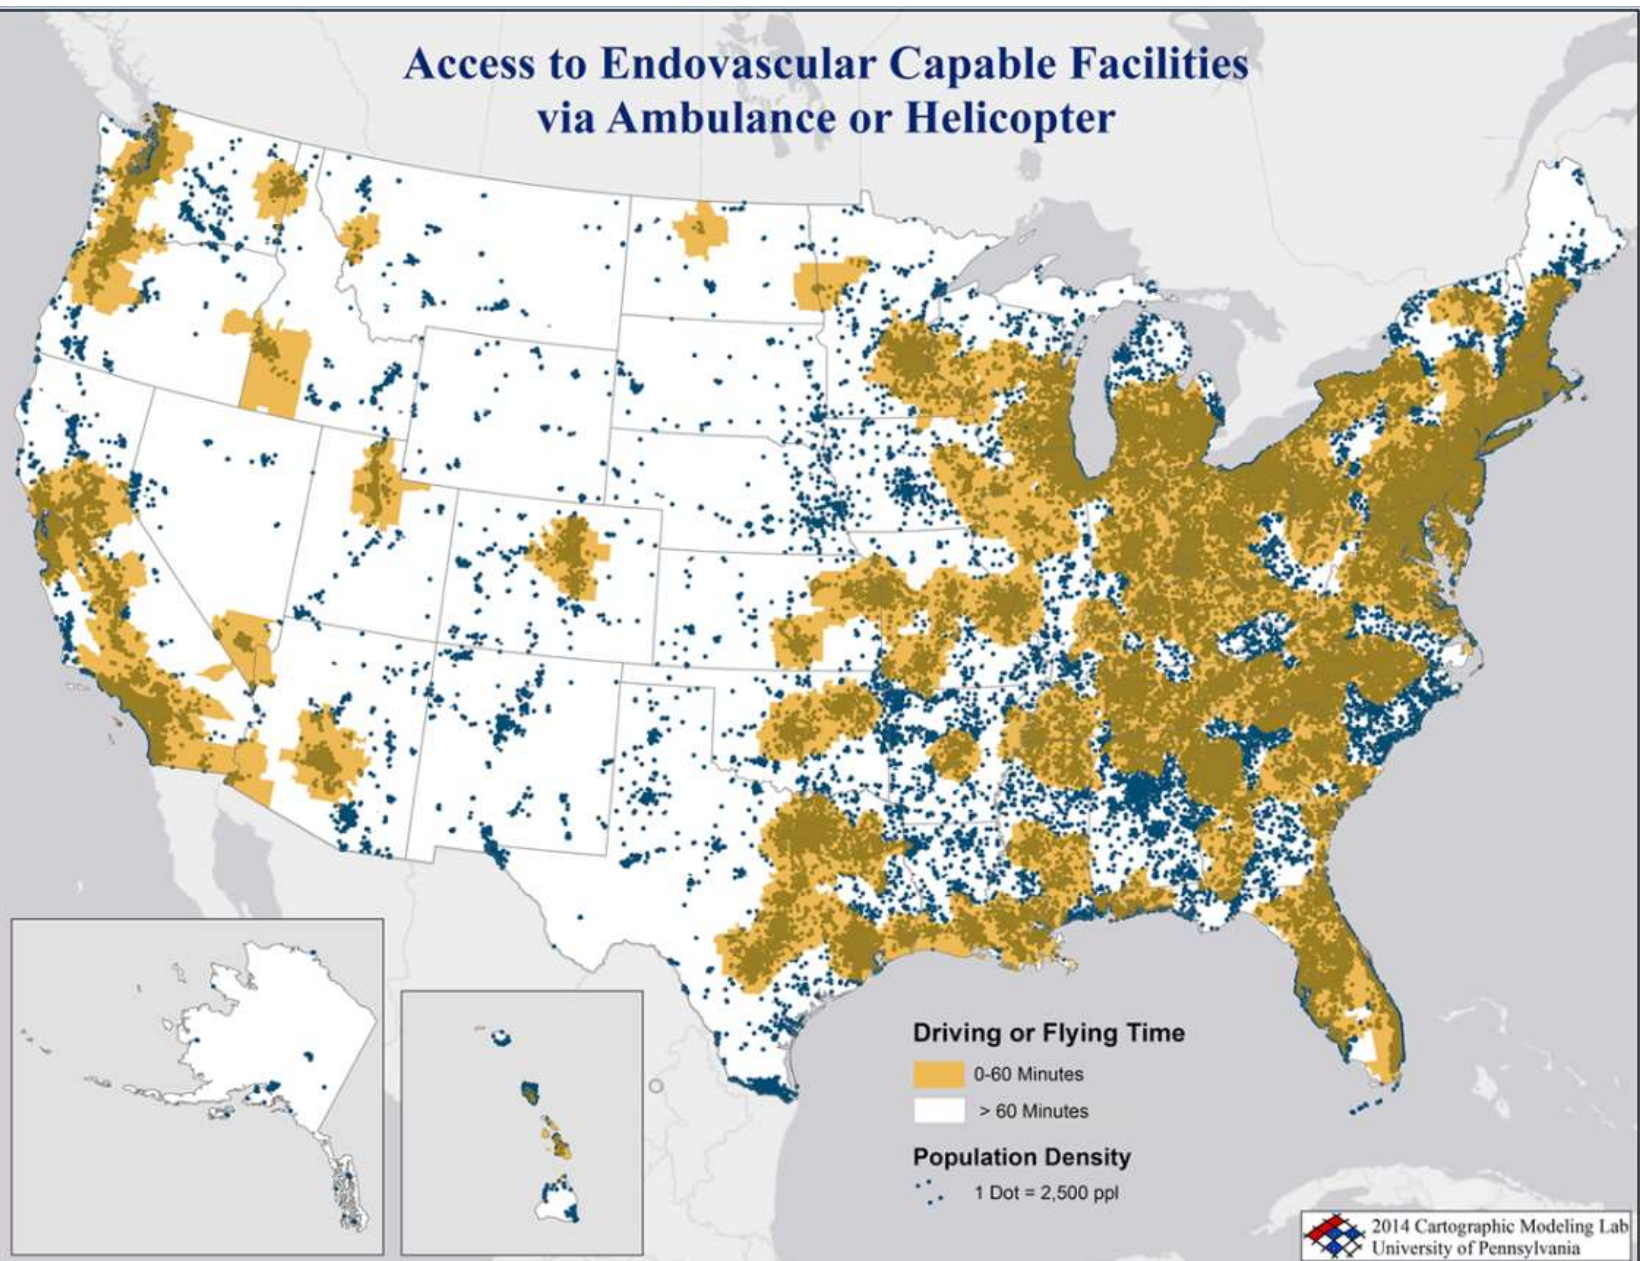 Access to Endovascular Capable Facilities
via Ambulance or Helicopter
Driving or Flying Time
0-60 Minutes
> 60 Minutes
Population Density
1 Dot = 2,500 ppl
2014 Cartographic Modeling Lab
University of Pennsylvania